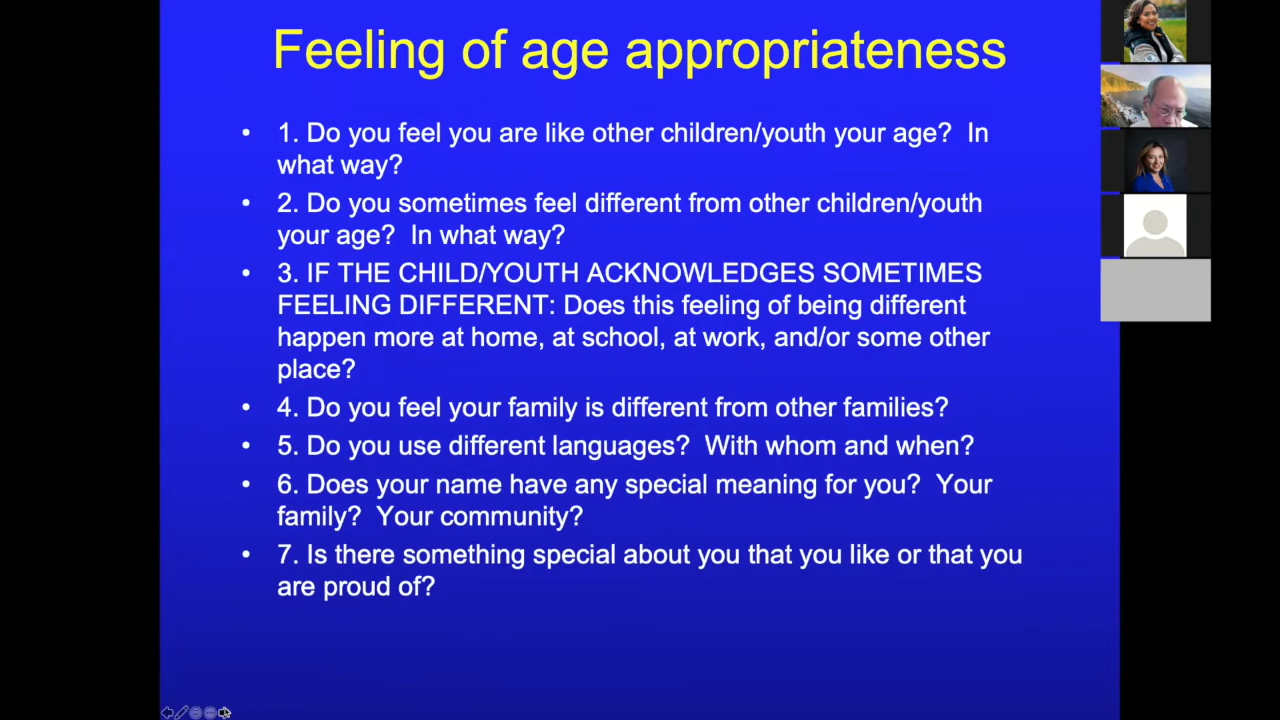 Feeling of age appropriateness
• 1. Do you feel you are like other children/youth your age?  In
what way?
• 2. Do you sometimes feel different from other children/youth
your age?  In what way?
• 3. IF THE CHILD/YOUTH ACKNOWLEDGES SOMETIMES
FEELING DIFFERENT: Does this feeling of being different
happen more at home, at school, at work, and/or some other
place?
• 4. Do you feel your family is different from other families?
• 5. Do you use different languages?  With whom and when?
• 6. Does your name have any special meaning for you?  Your
family?  Your community?
• 7. Is there something special about you that you like or that you
are proud of?